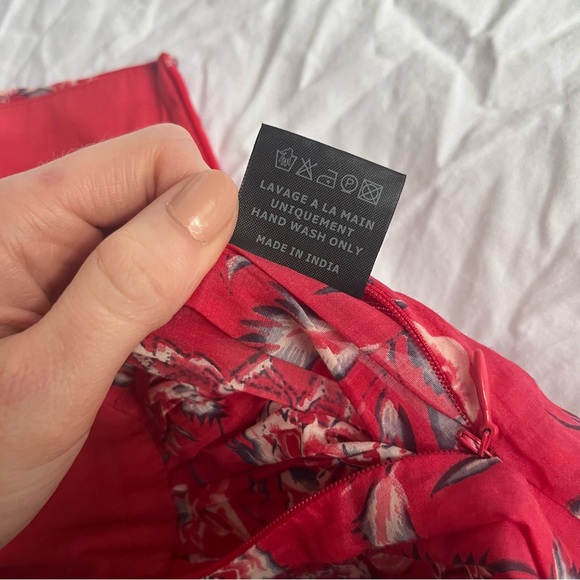 LAVAGE A LA MAIN
UNIQUEMENT
HAND WASH ONLY
MADE IN INDIA